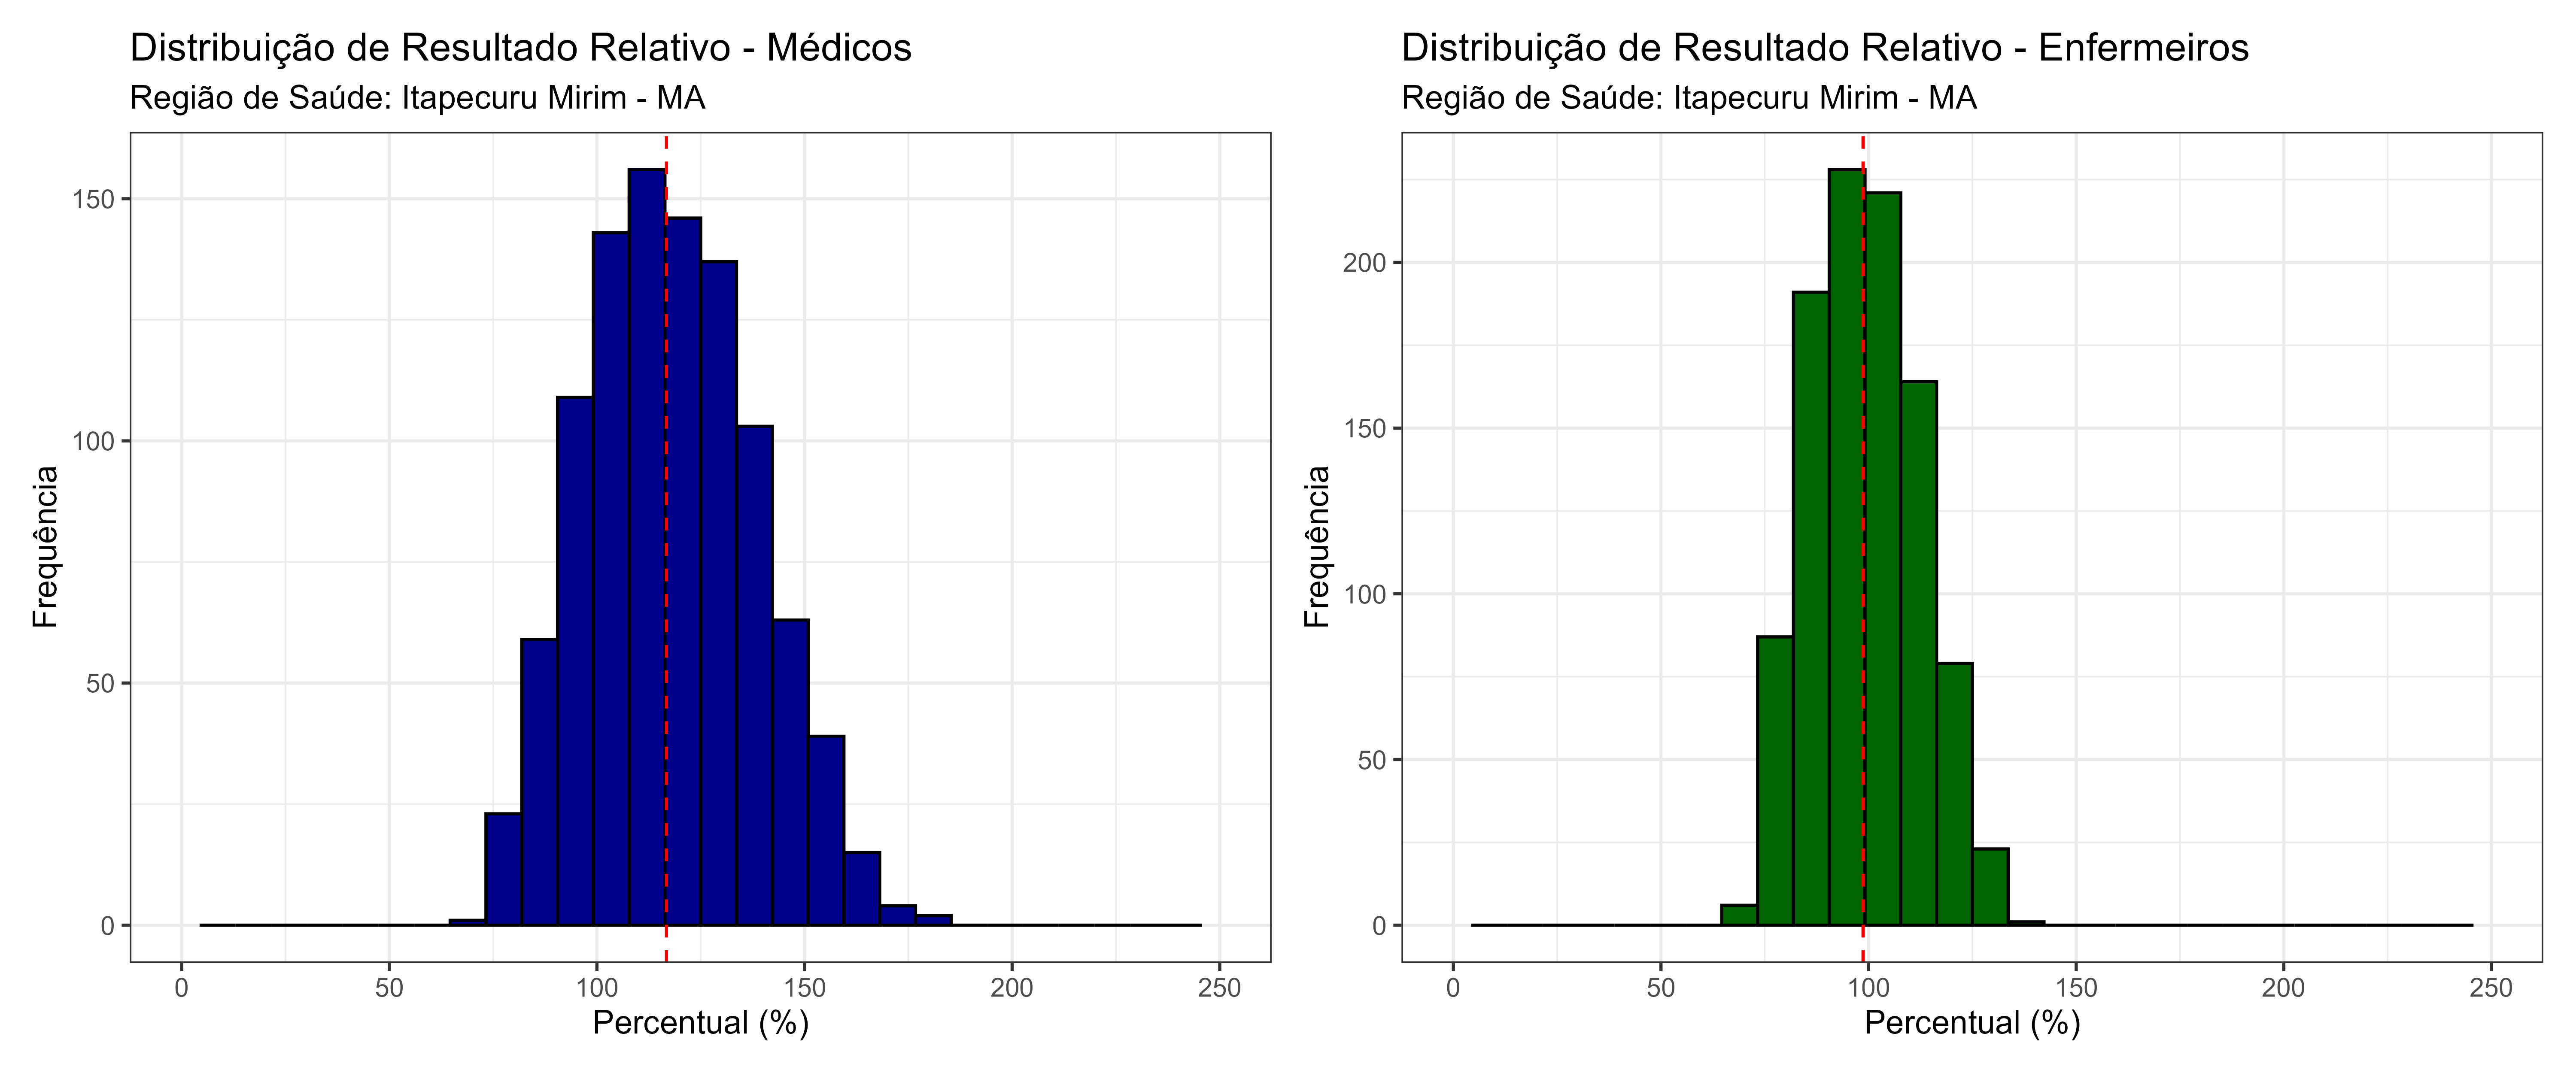 Distribuição de Resultado Relativo - Médicos
Região de Saúde: Itapecuru Mirim - MA
Frequência
150
100
50
0
0 50 100 150 200 250
Percentual (%)
Distribuição de Resultado Relativo - Enfermeiros
Região de Saúde: Itapecuru Mirim - MA
Frequência
200
150
100
50
0
0 50 100 150 200 250
Percentual (%)